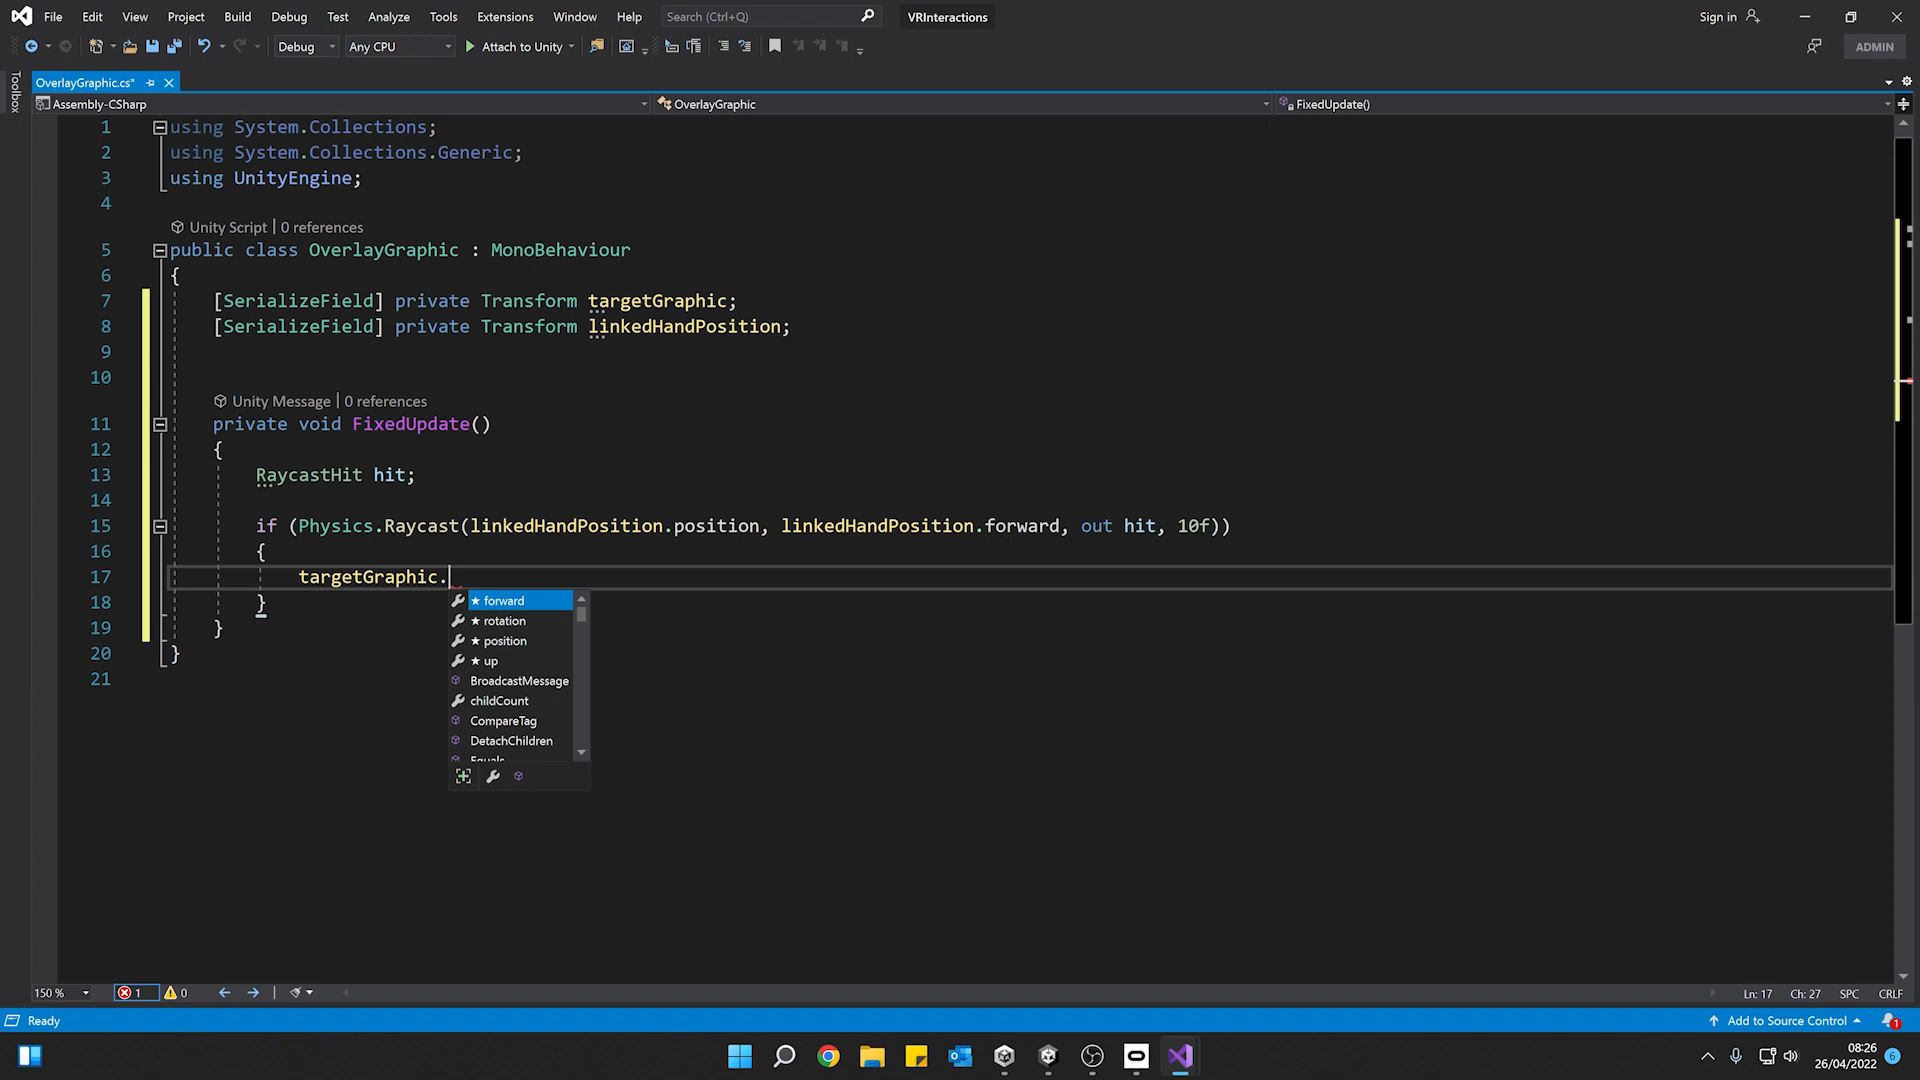 File Edit View Project Build Debug Test Analyze Tools Extensions Window Help Search (Ctrl+Q) VRInteractions Sign in
Debug Any CPU Attach to Unity ADMIN
Toolbox
OverlayGraphic.cs*
Assembly-CSharp OverlayGraphic FixedUpdate()
1 using System.Collections;
2 using System.Collections.Generic;
3 using UnityEngine;
4
Unity Script | 0 references
5 public class OverlayGraphic : MonoBehaviour
6 {
7 [SerializeField] private Transform targetGraphic;
8 [SerializeField] private Transform linkedHandPosition;
9
10
Unity Message | 0 references
11 private void FixedUpdate()
12 {
13 RaycastHit hit;
14
15 if (Physics.Raycast(linkedHandPosition.position, linkedHandPosition.forward, out hit, 10f))
16 {
17 targetGraphic.
18 }
19 }
20 }
21
★ forward
★ rotation
★ position
★ up
BroadcastMessage
childCount
CompareTag
DetachChildren
Equals
150 % 1 0 Ln: 17 Ch: 27 SPC CRLF
Ready Add to Source Control 1
08:26
26/04/2022 6